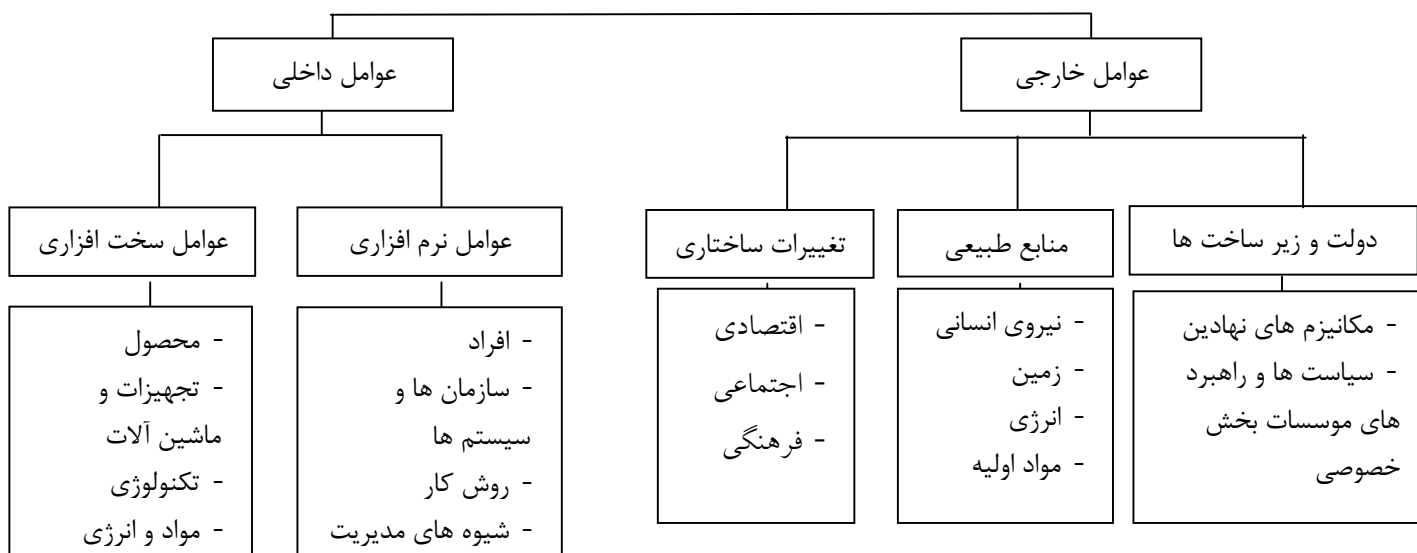 عوامل خارجی
عوامل داخلی
دولت و زیر ساخت ها
منابع طبیعی
تغییرات ساختاری
عوامل نرم افزاری
عوامل سخت افزاری
- مکانیزم های نهادین
- سیاست ها و راهبرد
های موسسات بخش
خصوصی
- نیروی انسانی
- زمین
- انرژی
- مواد اولیه
- اقتصادی
- اجتماعی
- فرهنگی
- افراد
- سازمان ها و
سیستم ها
- روش کار
- شیوه های مدیریت
- محصول
- تجهیزات و
ماشین آلات
- تکنولوژی
- مواد و انرژی